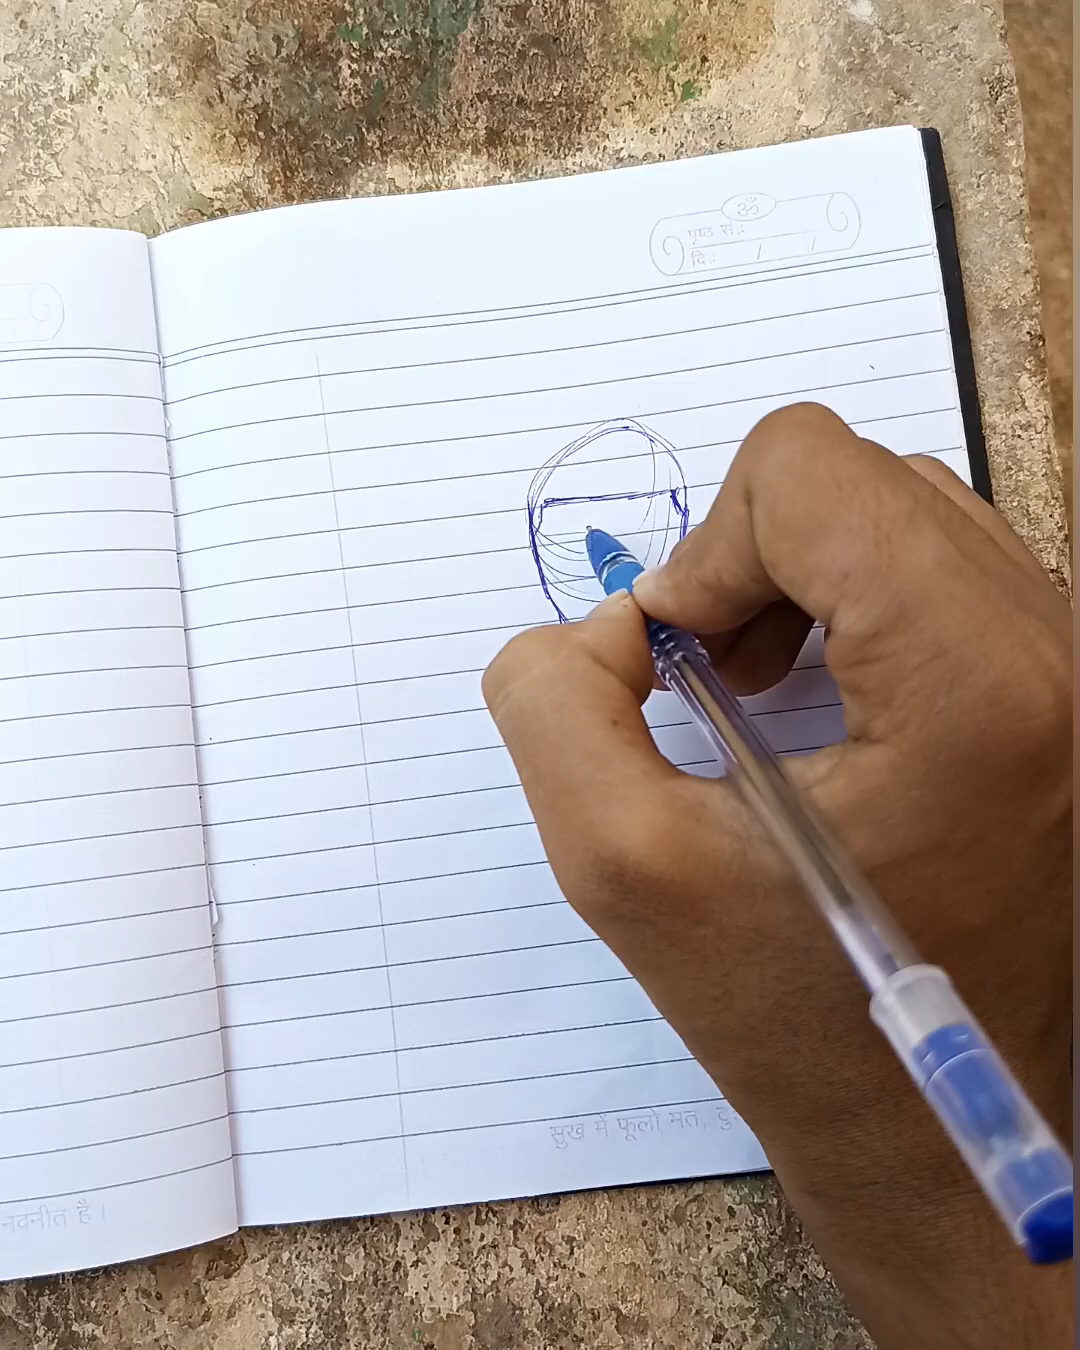 ॐ
पृष्ठ सं.:
दि.: / /
सुख में फूलो मत,
नवनीत है।